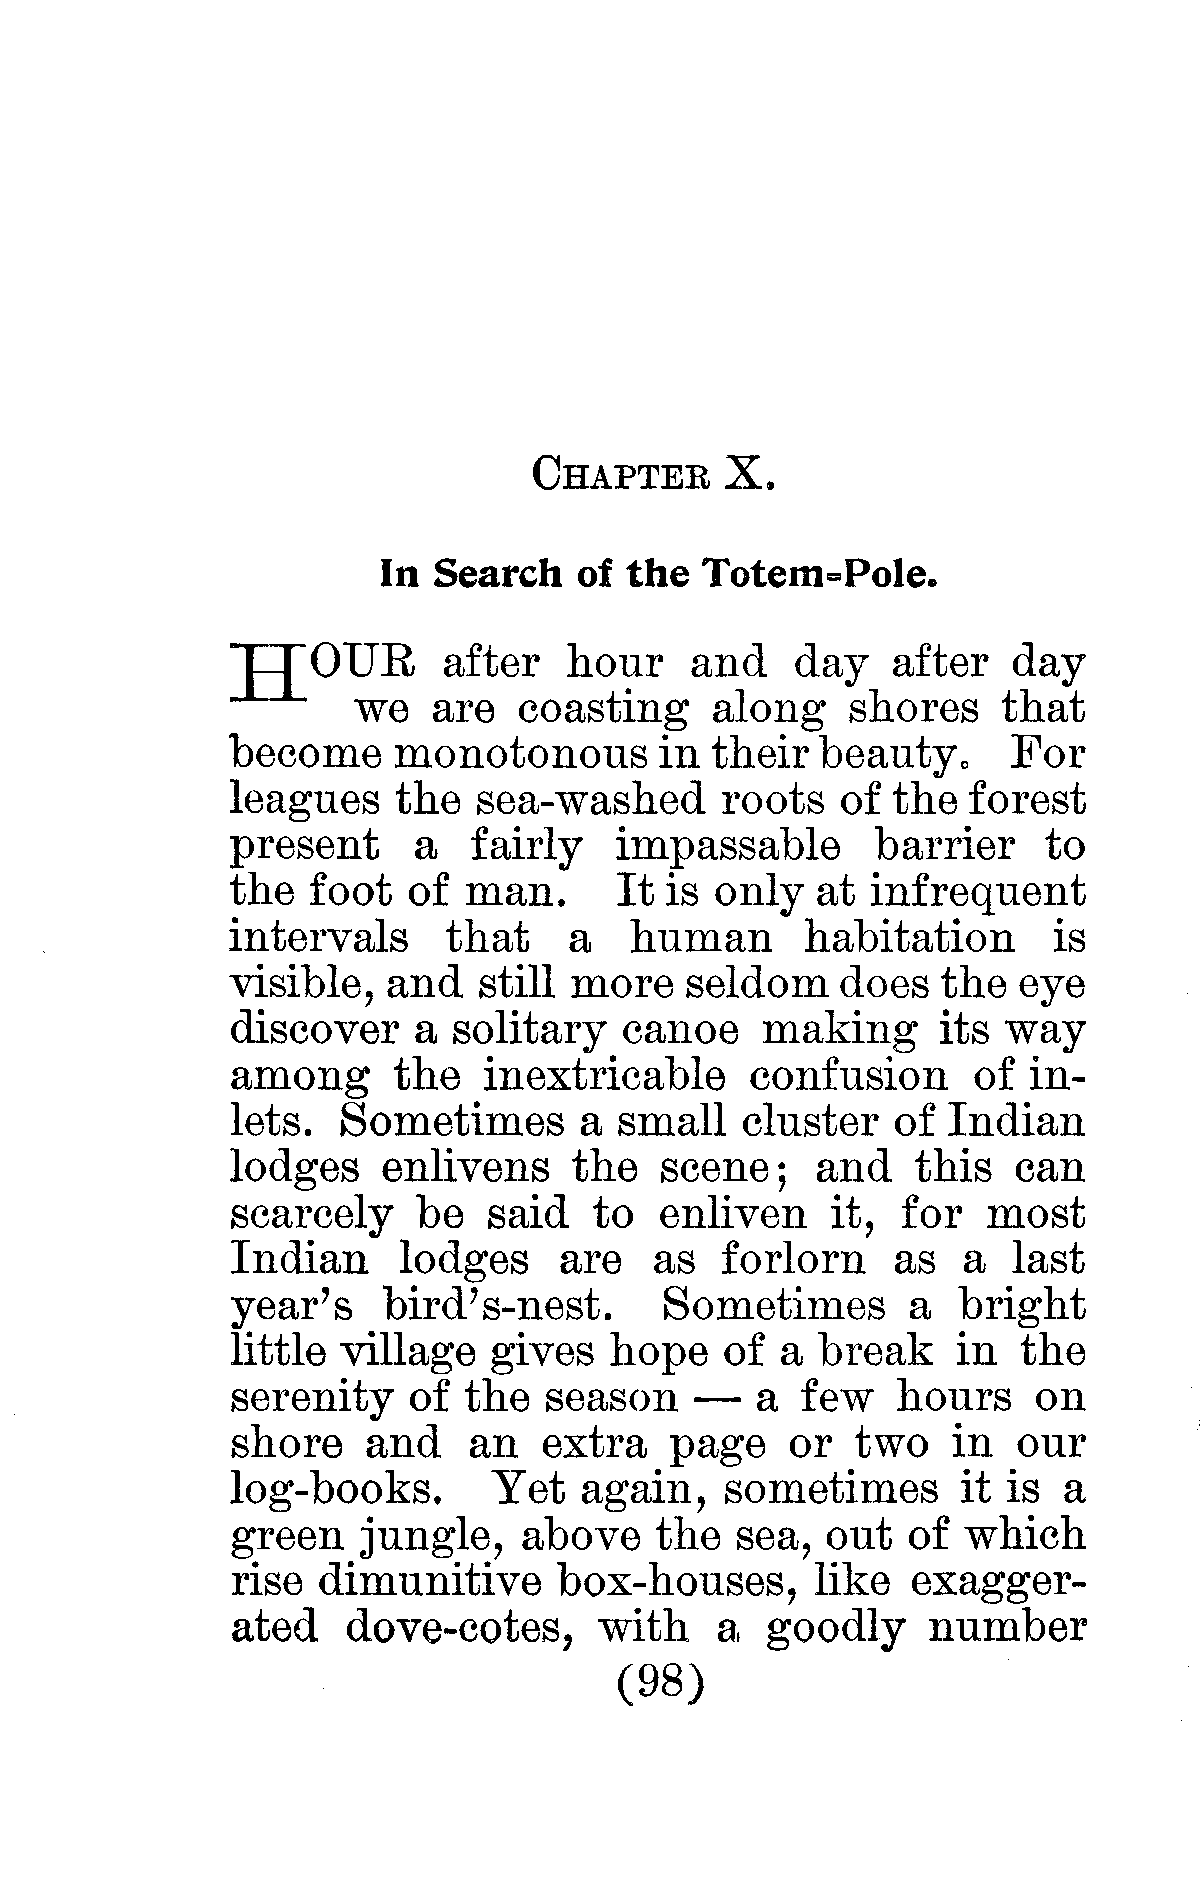 CHAPTER X.
In Search of the Totem-Pole.
HOUR after hour and day after day
we are coasting along shores that
become monotonous in their beauty. For
leagues the sea-washed roots of the forest
present a fairly impassable barrier to
the foot of man. It is only at infrequent
intervals that a human habitation is
visible, and still more seldom does the eye
discover a solitary canoe making its way
among the inextricable confusion of in-
lets. Sometimes a small cluster of Indian
lodges enlivens the scene; and this can
scarcely be said to enliven it, for most
Indian lodges are as forlorn as a last
year's bird's-nest. Sometimes a bright
little village gives hope of a break in the
serenity of the season — a few hours on
shore and an extra page or two in our
log-books. Yet again, sometimes it is a
green jungle, above the sea, out of which
rise dimunitive box-houses, like exagger-
ated dove-cotes, with a goodly number
(98)